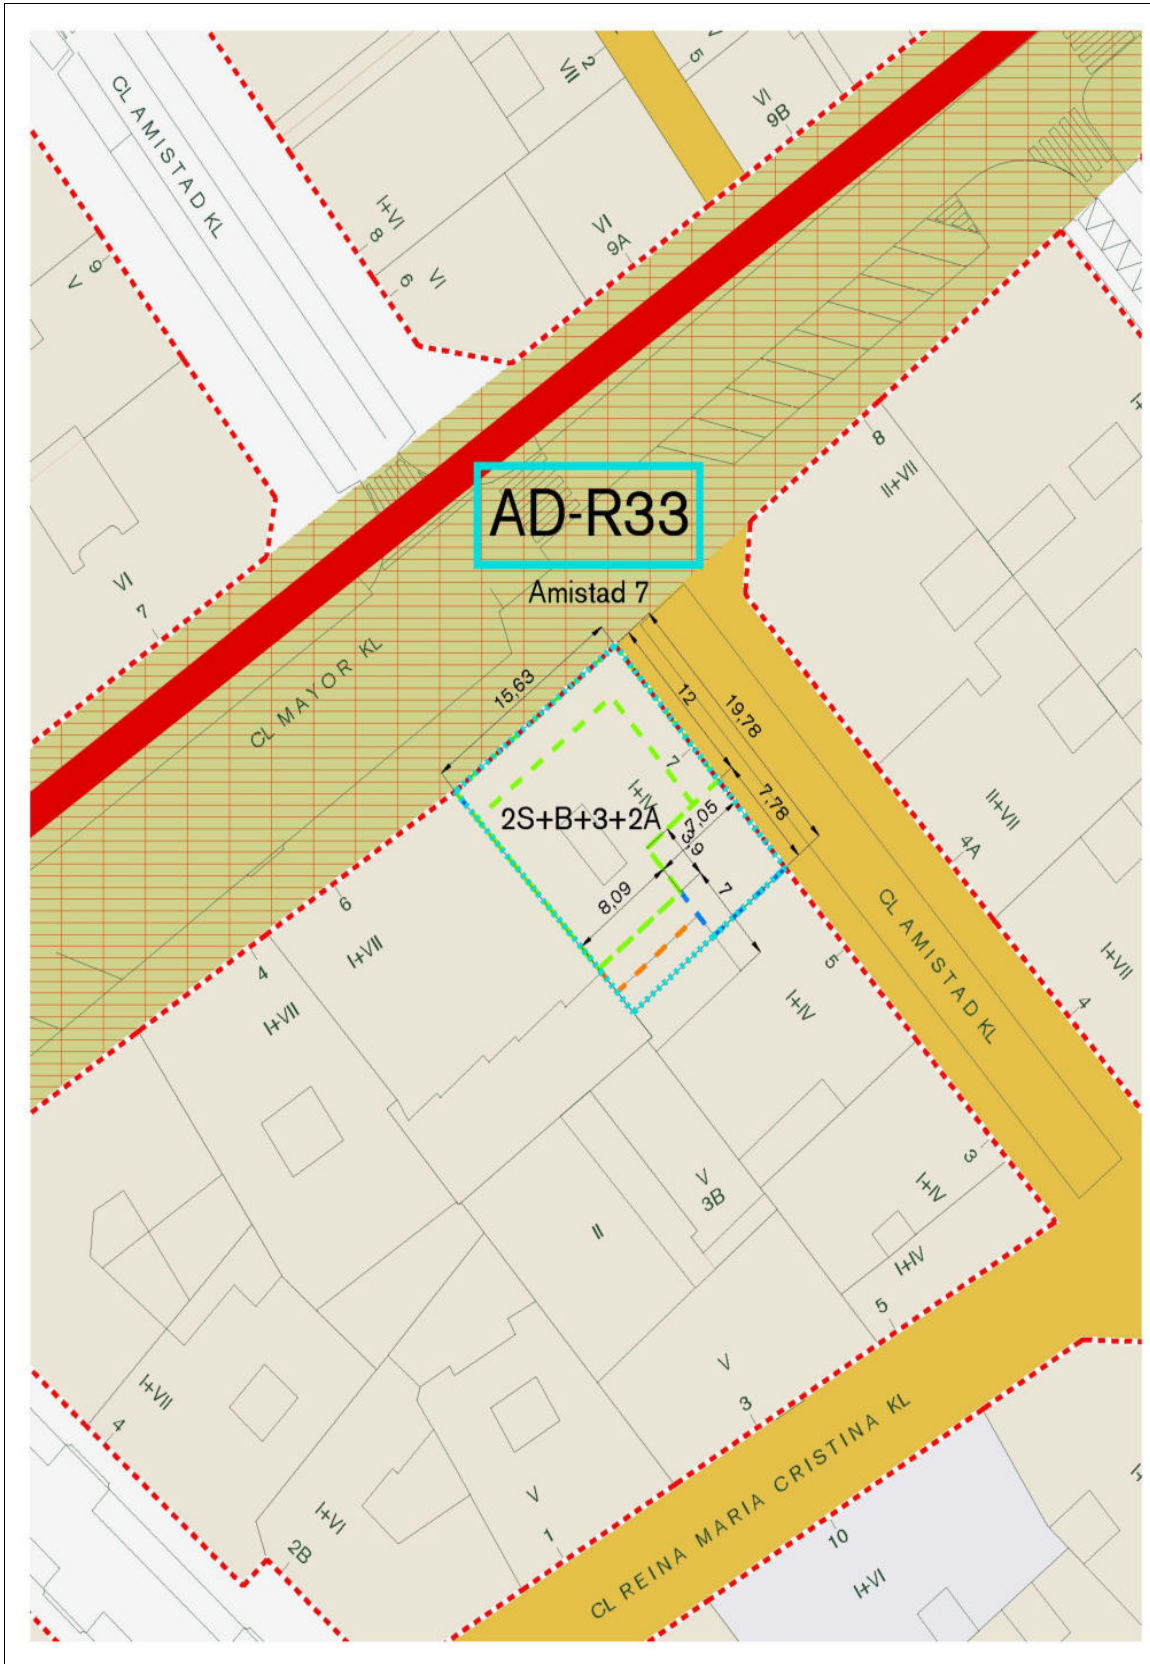 CL AMISTAD KL
V
5
2
VII
VI
9B
VI
9A
I+VI
8
VI
6
9
V
8
II+VII
AD-R33
Amistad 7
VI
7
CL MAYOR KL
15,63
12
19,78
7,78
7
I+IV
2S+B+3+2A
7,05
3,9
8,09
7
II+VII
4A
CL AMISTAD KL
I+VII
4
6
I+VII
4
I+VII
5
I+IV
3
I+IV
V
3B
II
I+IV
5
V
3
I+VII
4
V
1
I+VI
2B
CL REINA MARIA CRISTINA KL
10
I+VI